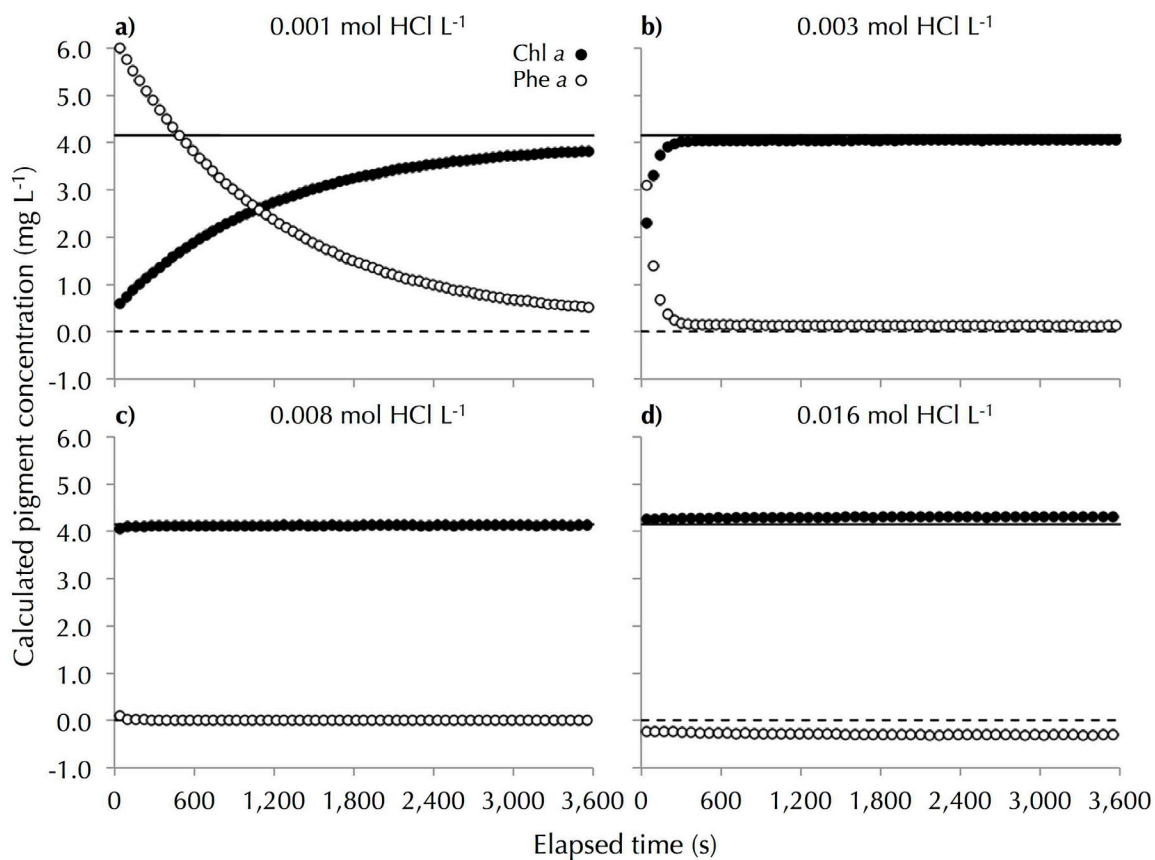 a) 0.001 mol HCl L-1
b) 0.003 mol HCl L-1
Chl a ●
Phe a ○
6.0
5.0
4.0
3.0
2.0
1.0
0.0
-1.0
c) 0.008 mol HCl L-1
d) 0.016 mol HCl L-1
6.0
5.0
4.0
3.0
2.0
1.0
0.0
-1.0
0 600 1,200 1,800 2,400 3,000 3,600
0 600 1,200 1,800 2,400 3,000 3,600
Calculated pigment concentration (mg L-1)
Elapsed time (s)